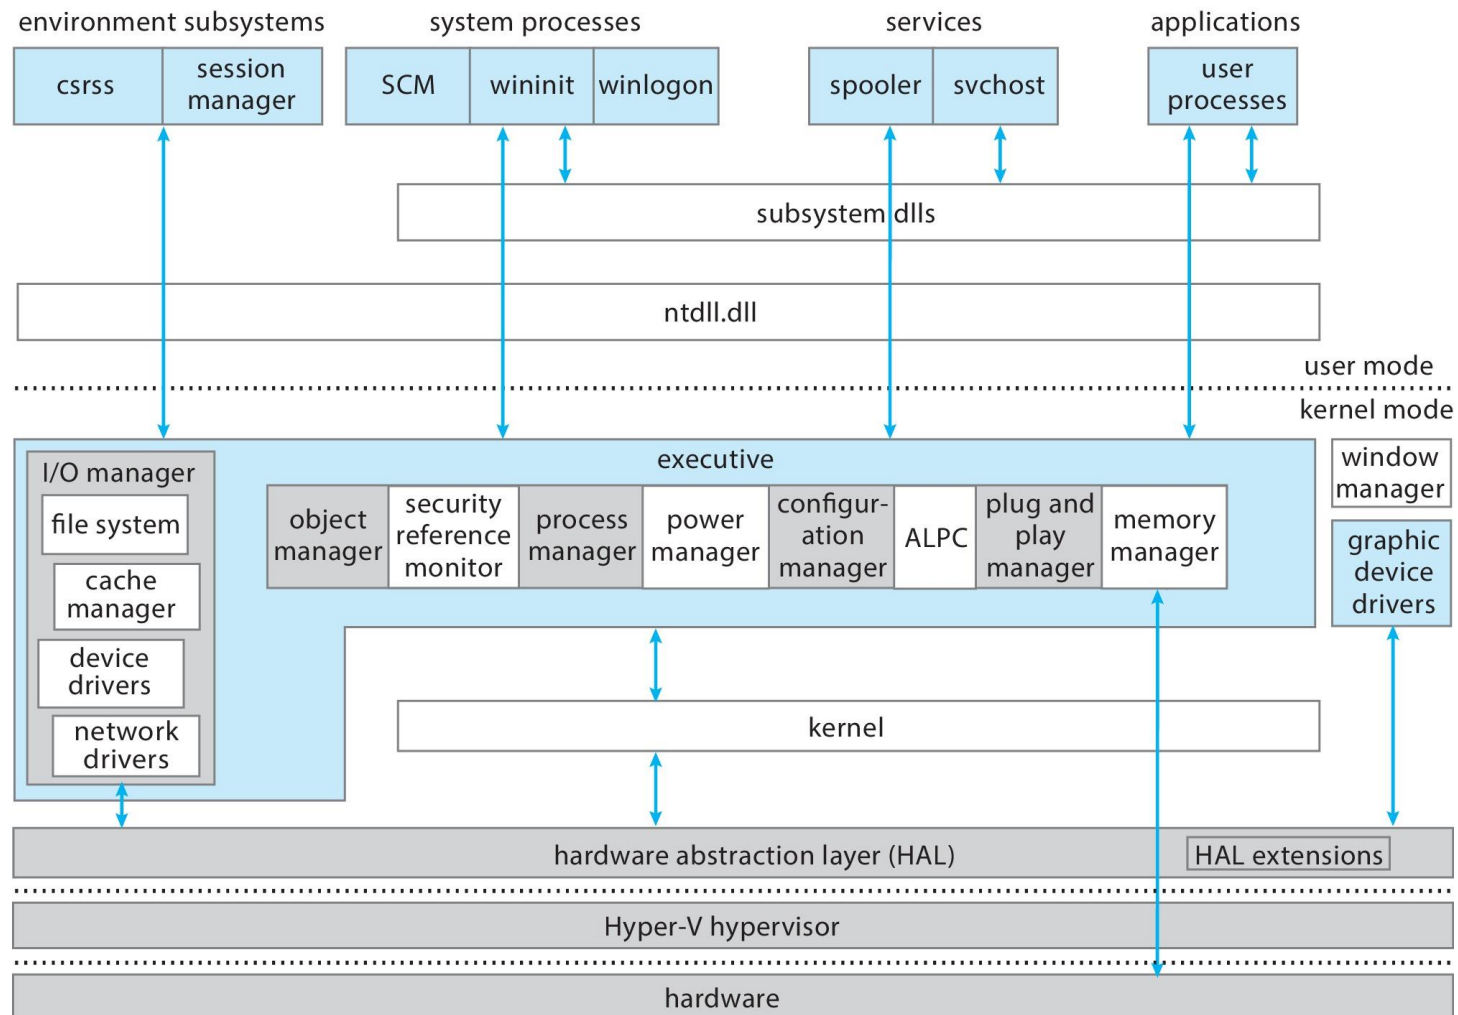 environment subsystems
system processes
services
applications
csrss
session
manager
SCM
wininit
winlogon
spooler
svchost
user
processes
subsystem dlls
ntdll.dll
user mode
kernel mode
executive
I/O manager
file system
cache
manager
device
drivers
network
drivers
object
manager
security
reference
monitor
process
manager
power
manager
configur-
ation
manager
ALPC
plug and
play
manager
memory
manager
window
manager
graphic
device
drivers
kernel
hardware abstraction layer (HAL)
HAL extensions
Hyper-V hypervisor
hardware